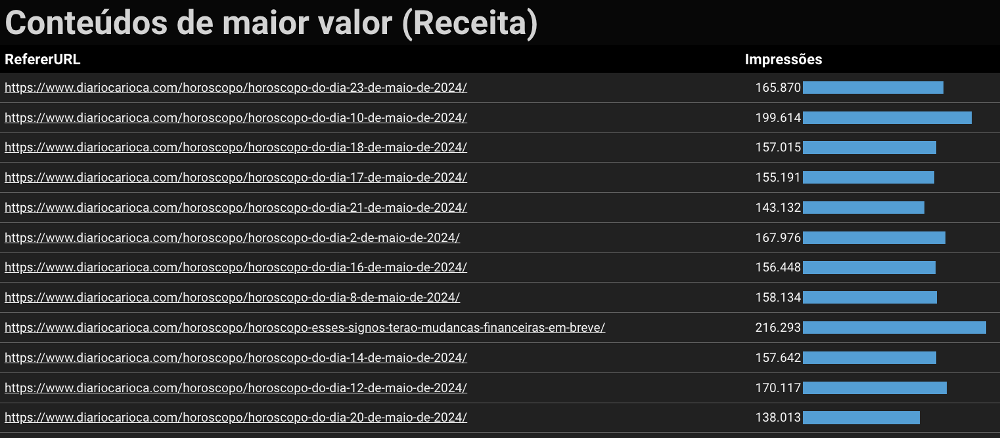 Conteúdos de maior valor (Receita)
RefererURL Impressões
https://www.diariocarioca.com/horoscopo/horoscopo-do-dia-23-de-maio-de-2024/ 165.870
https://www.diariocarioca.com/horoscopo/horoscopo-do-dia-10-de-maio-de-2024/ 199.614
https://www.diariocarioca.com/horoscopo/horoscopo-do-dia-18-de-maio-de-2024/ 157.015
https://www.diariocarioca.com/horoscopo/horoscopo-do-dia-17-de-maio-de-2024/ 155.191
https://www.diariocarioca.com/horoscopo/horoscopo-do-dia-21-de-maio-de-2024/ 143.132
https://www.diariocarioca.com/horoscopo/horoscopo-do-dia-2-de-maio-de-2024/ 167.976
https://www.diariocarioca.com/horoscopo/horoscopo-do-dia-16-de-maio-de-2024/ 156.448
https://www.diariocarioca.com/horoscopo/horoscopo-do-dia-8-de-maio-de-2024/ 158.134
https://www.diariocarioca.com/horoscopo/horoscopo-esses-signos-terao-mudancas-financeiras-em-breve/ 216.293
https://www.diariocarioca.com/horoscopo/horoscopo-do-dia-14-de-maio-de-2024/ 157.642
https://www.diariocarioca.com/horoscopo/horoscopo-do-dia-12-de-maio-de-2024/ 170.117
https://www.diariocarioca.com/horoscopo/horoscopo-do-dia-20-de-maio-de-2024/ 138.013